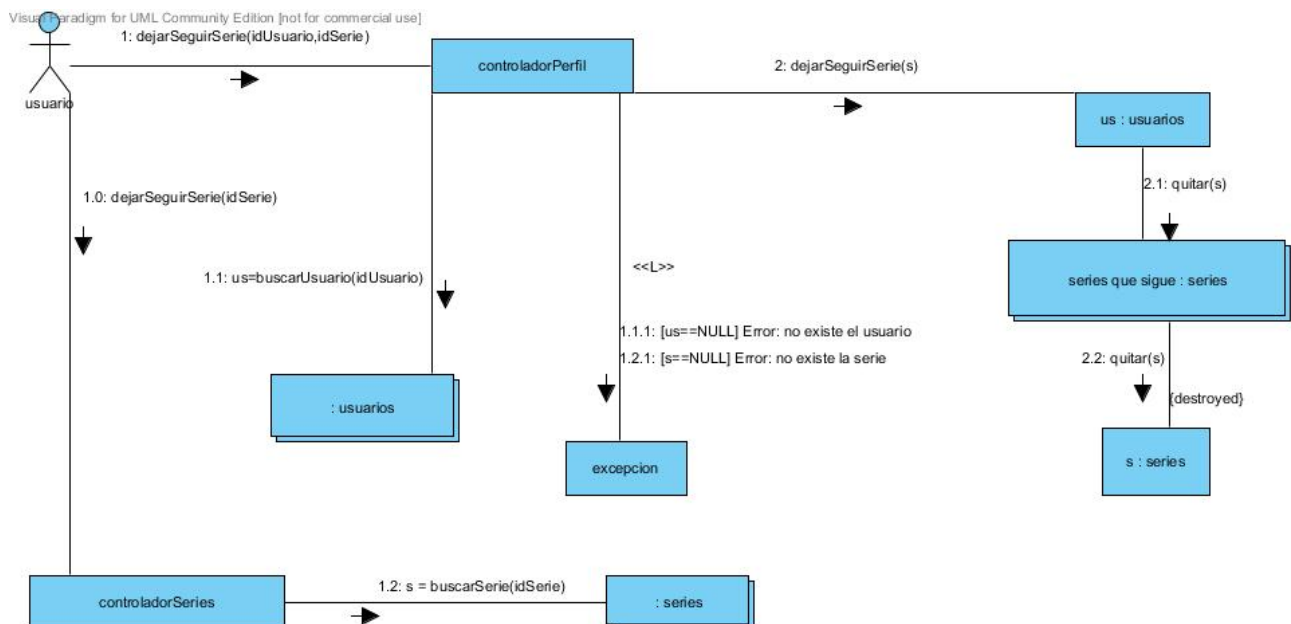 Visual Paradigm for UML Community Edition [not for commercial use]
1: dejarSeguirSerie(idUsuario,idSerie)
controladorPerfil
2: dejarSeguirSerie(s)
usuario
us : usuarios
2.1: quitar(s)
1.0: dejarSeguirSerie(idSerie)
<<L>>
1.1: us=buscarUsuario(idUsuario)
series que sigue : series
1.1.1: [us==NULL] Error: no existe el usuario
1.2.1: [s==NULL] Error: no existe la serie
2.2: quitar(s)
{destroyed}
: usuarios
excepcion
s : series
controladorSeries
1.2: s = buscarSerie(idSerie)
: series